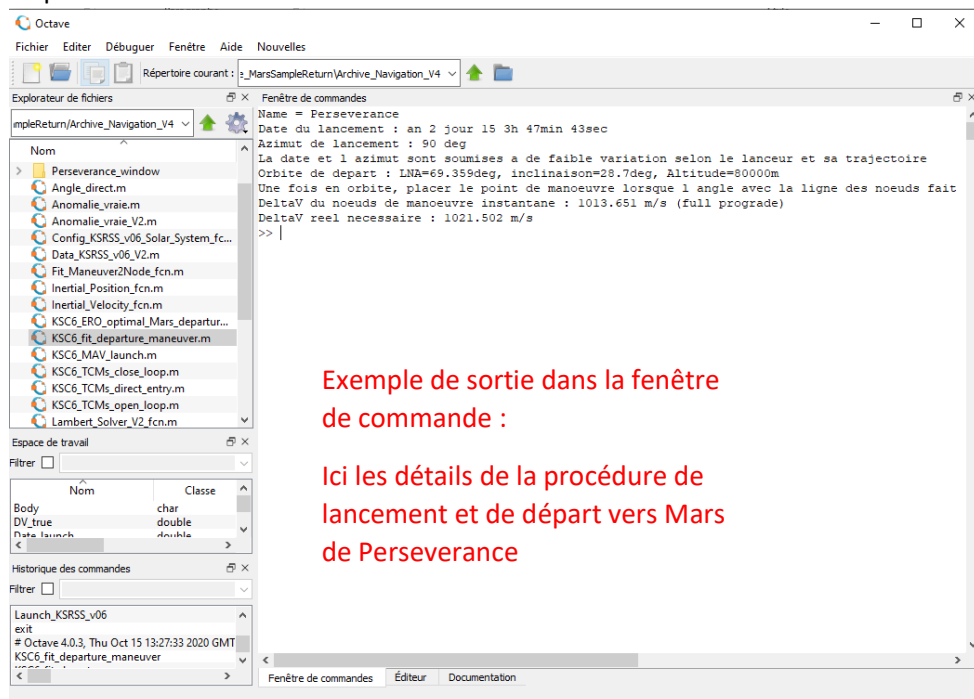 Octave
Fichier Editer Débuguer Fenêtre Aide Nouvelles
Répertoire courant : e_MarsSampleReturn\Archive_Navigation_V4
Explorateur de fichiers
mpleReturn/Archive_Navigation_V4
Nom
Perseverance_window
Angle_direct.m
Anomalie_vraie.m
Anomalie_vraie_V2.m
Config_KSRSS_v06_Solar_System_fc...
Data_KSRSS_v06_V2.m
Fit_Maneuver2Node_fcn.m
Inertial_Position_fcn.m
Inertial_Velocity_fcn.m
KSC6_ERO_optimal_Mars_departur...
KSC6_fit_departure_maneuver.m
KSC6_MAV_launch.m
KSC6_TCMs_close_loop.m
KSC6_TCMs_direct_entry.m
KSC6_TCMs_open_loop.m
Lambert_Solver_V2_fcn.m
Espace de travail
Filtrer
Nom Classe
Body char
DV_true double
Date_launch double
Historique des commandes
Filtrer
Launch_KSRSS_v06
exit
# Octave 4.0.3, Thu Oct 15 13:27:33 2020 GMT
KSC6_fit_departure_maneuver
Fenêtre de commandes
Name = Perseverance
Date du lancement : an 2 jour 15 3h 47min 43sec
Azimut de lancement : 90 deg
La date et l azimut sont soumises a de faible variation selon le lanceur et sa trajectoire
Orbite de depart : LNA=69.359deg, inclinaison=28.7deg, Altitude=80000m
Une fois en orbite, placer le point de manoeuvre lorsque l angle avec la ligne des noeuds fait
DeltaV du noeuds de manoeuvre instantane : 1013.651 m/s (full prograde)
DeltaV reel necessaire : 1021.502 m/s
>>
Exemple de sortie dans la fenêtre
de commande :
Ici les détails de la procédure de
lancement et de départ vers Mars
de Perseverance
Fenêtre de commandes Éditeur Documentation